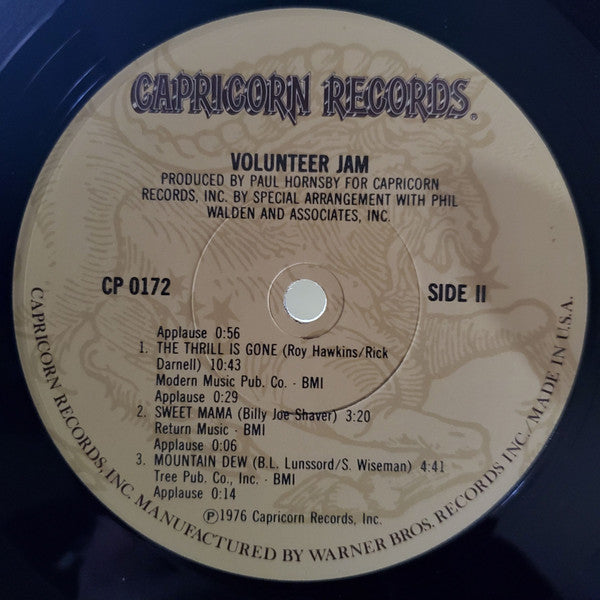 CAPRICORN RECORDS®
VOLUNTEER JAM
PRODUCED BY PAUL HORNSBY FOR CAPRICORN
RECORDS, INC. BY SPECIAL ARRANGEMENT WITH PHIL
WALDEN AND ASSOCIATES, INC.
CP 0172
SIDE II
Applause 0:56
1. THE THRILL IS GONE (Roy Hawkins/Rick
Darnell) 10:43
Modern Music Pub. Co. · BMI
Applause 0:29
2. SWEET MAMA (Billy Joe Shaver) 3:20
Return Music · BMI
Applause 0:06
3. MOUNTAIN DEW (B.L. Lunssord/S. Wiseman) 4:41
Tree Pub. Co., Inc. · BMI
Applause 0:14
℗1976 Capricorn Records, Inc.
CAPRICORN RECORDS, INC. MANUFACTURED BY WARNER BROS. RECORDS INC./MADE IN U.S.A.